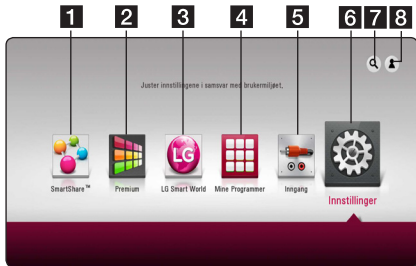 1 2 3 4 5 6 7 8
Juster innstillingene i samsvar med brukermiljøet.
LG
SmartShare™ Premium LG Smart World Mine Programmer Inngang
Innstillinger